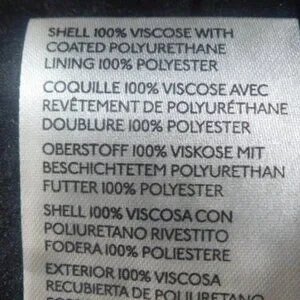 SHELL 100% VISCOSE WITH
COATED POLYURETHANE
LINING 100% POLYESTER
COQUILLE 100% VISCOSE AVEC
REVÊTEMENT DE POLYURÉTHANE
DOUBLURE 100% POLYESTER
OBERSTOFF 100% VISKOSE MIT
BESCHICHTETEM POLYURETHAN
FUTTER 100% POLYESTER
SHELL 100% VISCOSA CON
POLIURETANO RIVESTITO
FODERA 100% POLIESTERE
EXTERIOR 100% VISCOSA
RECUBIERTA DE POLIURETANO